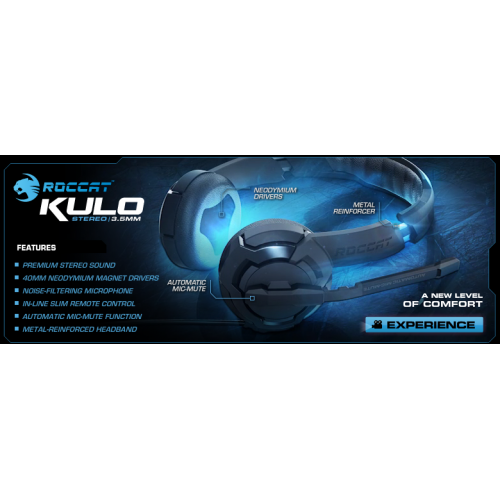 ROCCAT
KULO
STEREO | 3.5MM
FEATURES
PREMIUM STEREO SOUND
40MM NEODYMIUM MAGNET DRIVERS
NOISE-FILTERING MICROPHONE
IN-LINE SLIM REMOTE CONTROL
AUTOMATIC MIC-MUTE FUNCTION
METAL-REINFORCED HEADBAND
NEODYMIUM
DRIVERS
METAL
REINFORCER
ROCCAT
AUTOMATIC
MIC-MUTE
A NEW LEVEL
OF COMFORT
EXPERIENCE